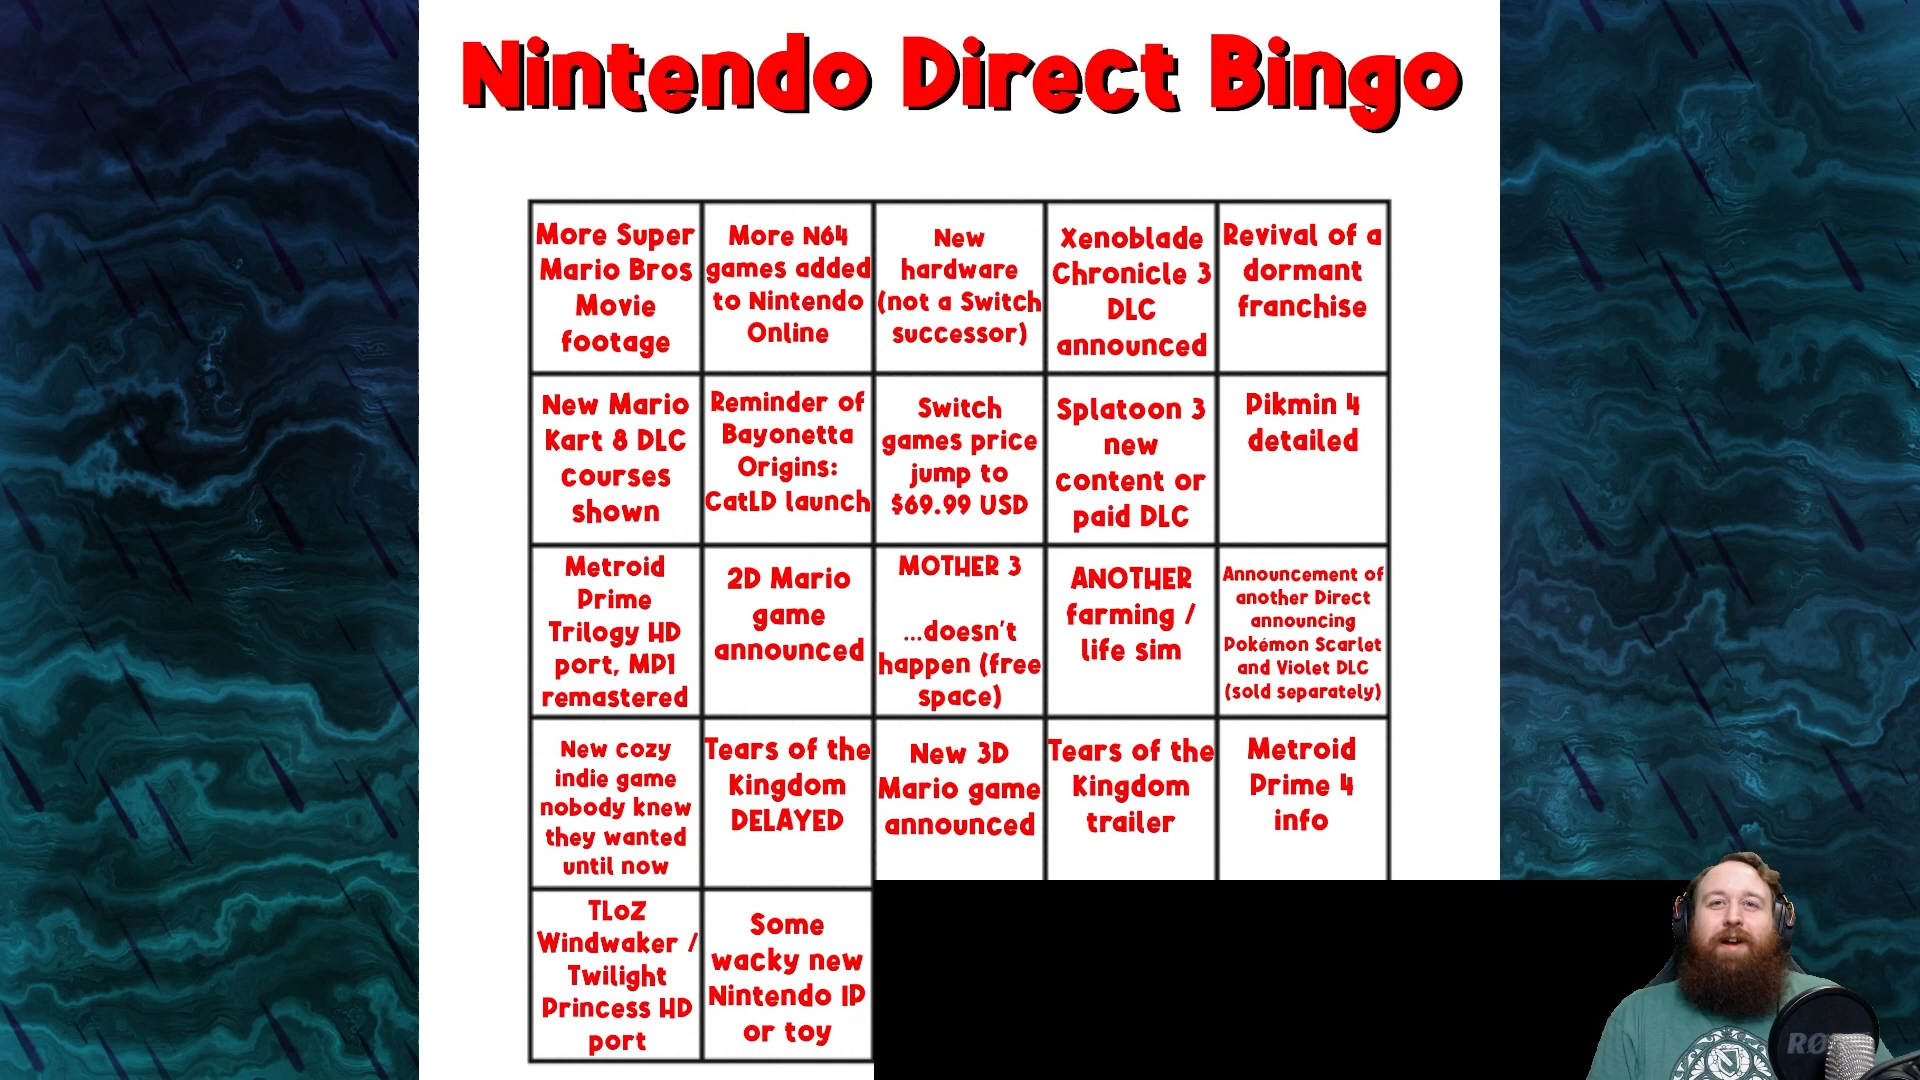 Nintendo Direct Bingo
More Super
Mario Bros
Movie
footage
More N64
games added
to Nintendo
Online
New
hardware
(not a Switch
successor)
Xenoblade
Chronicle 3
DLC
announced
Revival of a
dormant
franchise
New Mario
Kart 8 DLC
courses
shown
Reminder of
Bayonetta
Origins:
CatLD launch
Switch
games price
jump to
$69.99 USD
Splatoon 3
new
content or
paid DLC
Pikmin 4
detailed
Metroid
Prime
Trilogy HD
port, MP1
remastered
2D Mario
game
announced
MOTHER 3
...doesn't
happen (free
space)
ANOTHER
farming /
life sim
Announcement of
another Direct
announcing
Pokémon Scarlet
and Violet DLC
(sold separately)
New cozy
indie game
nobody knew
they wanted
until now
Tears of the
Kingdom
DELAYED
New 3D
Mario game
announced
Tears of the
Kingdom
trailer
Metroid
Prime 4
info
TLoZ
Windwaker /
Twilight
Princess HD
port
Some
wacky new
Nintendo IP
or toy